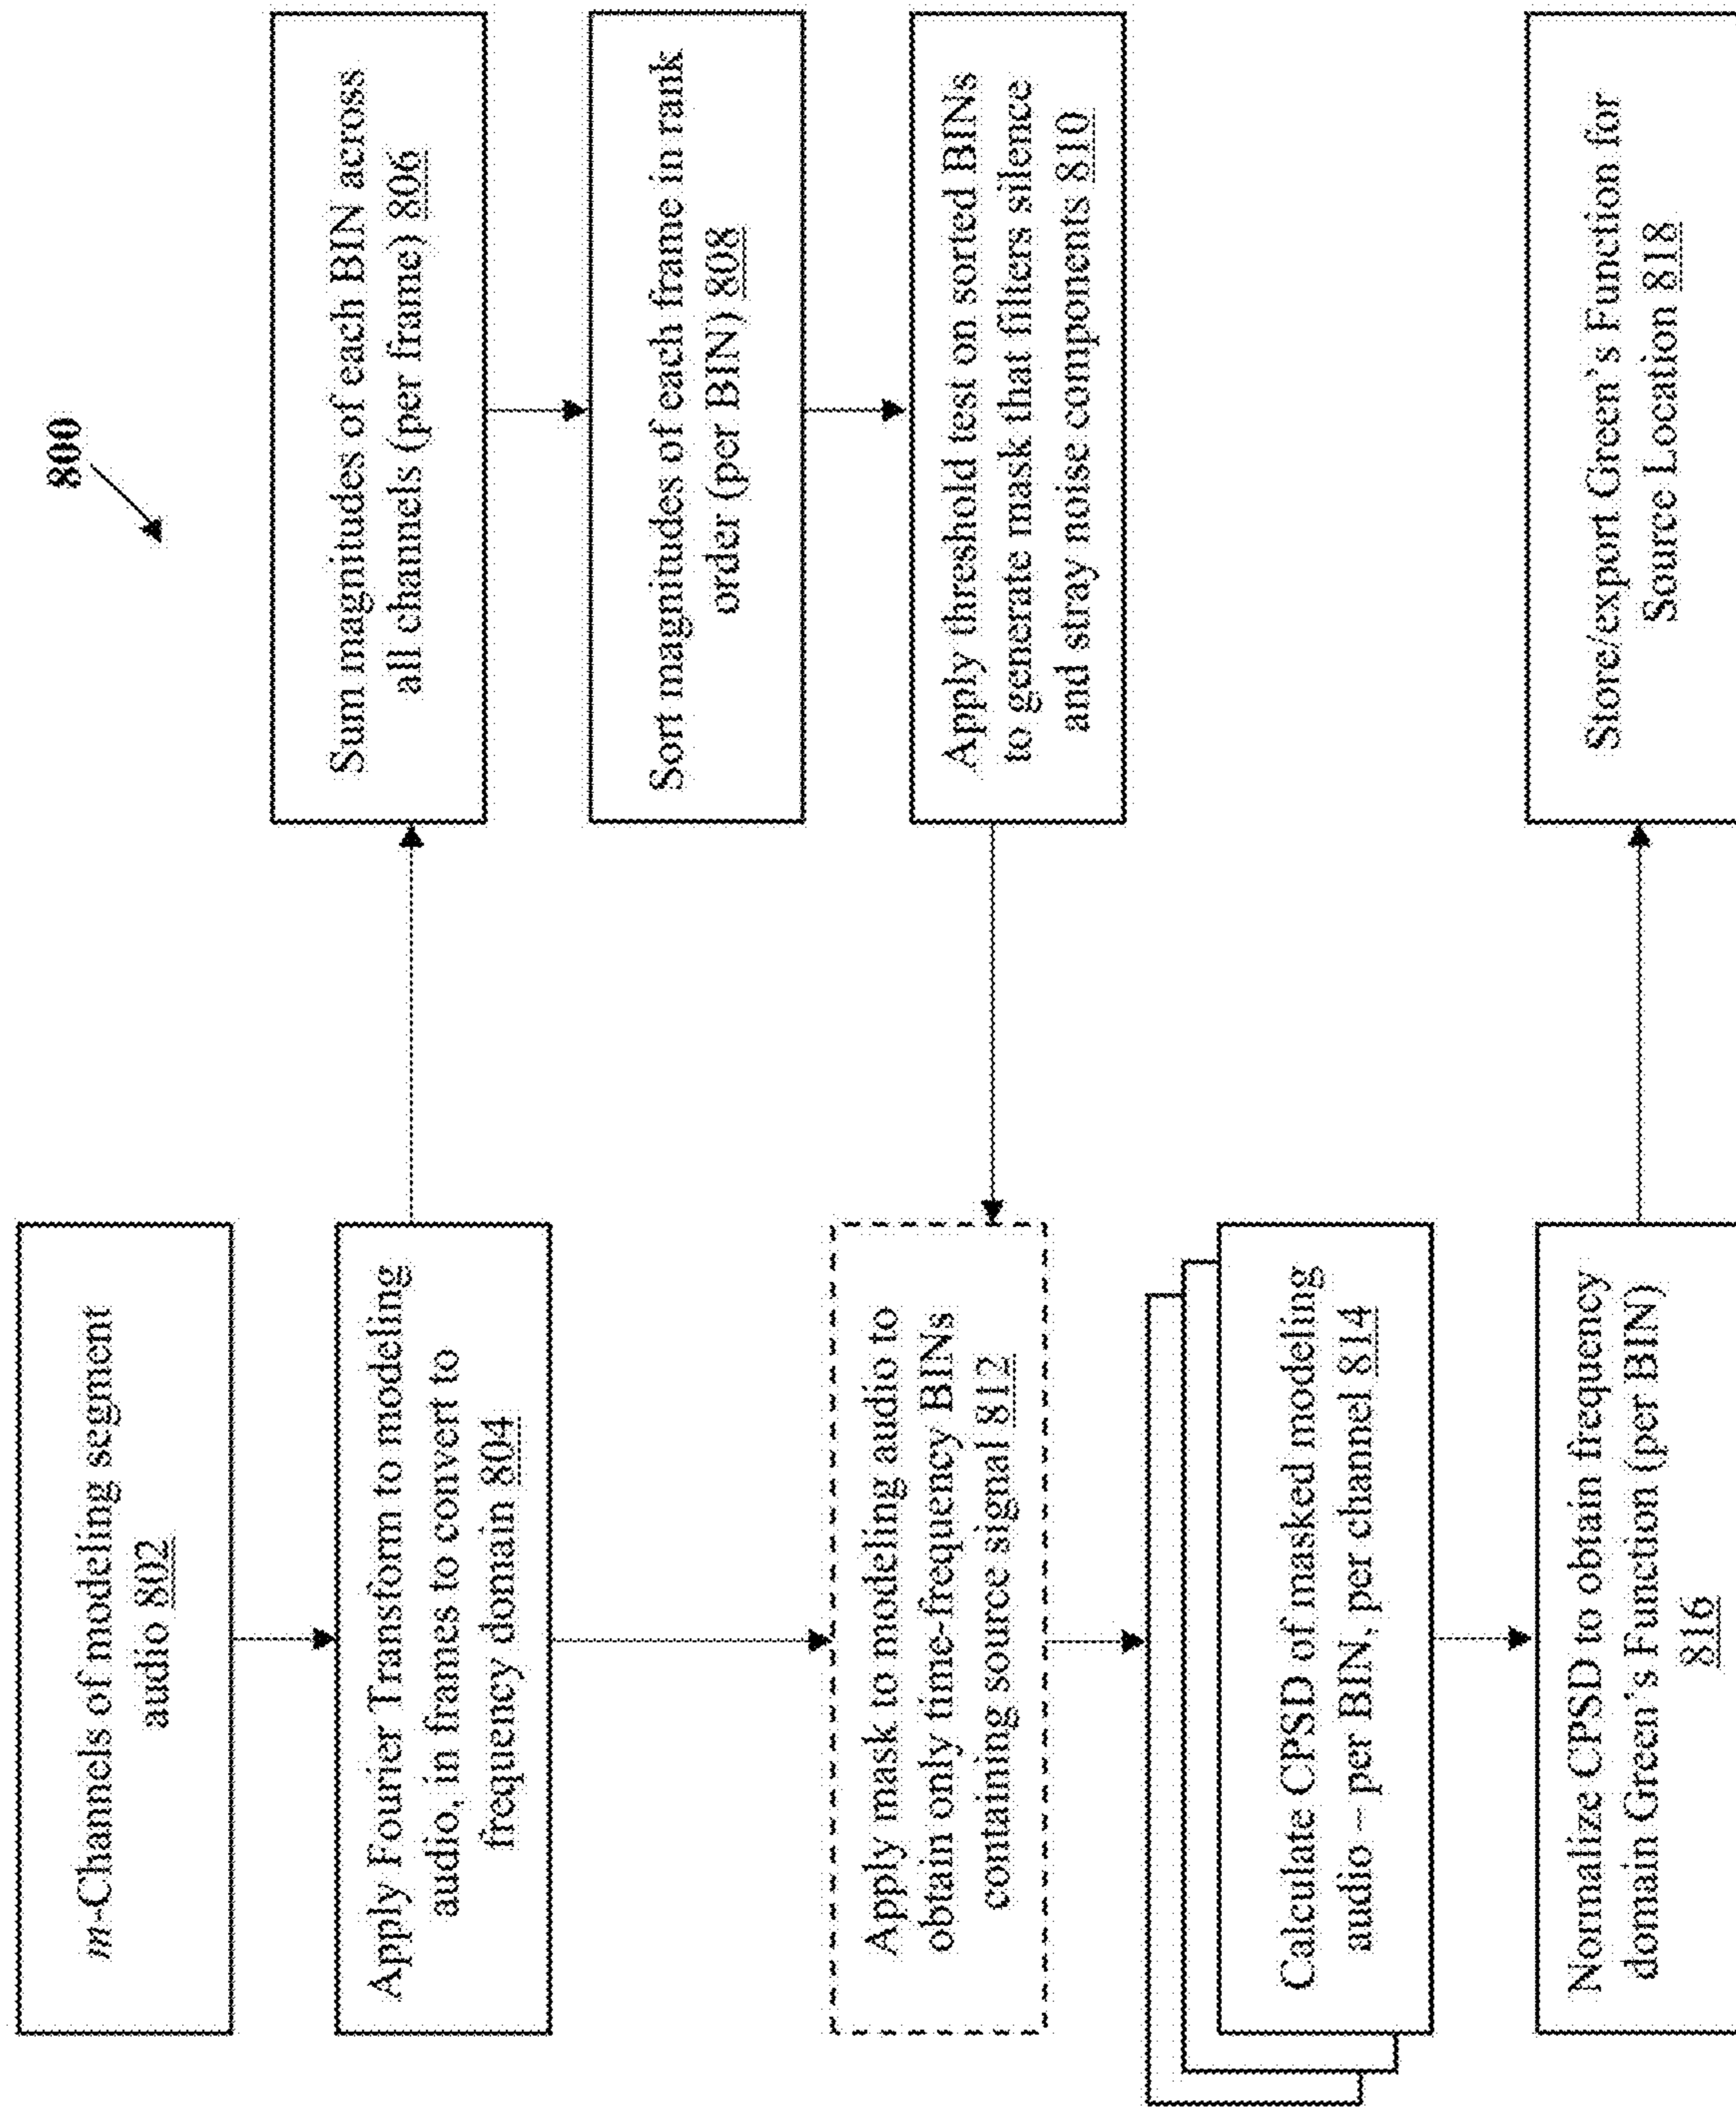 800
m-Channels of modeling segment
audio 802
Apply Fourier Transform to modeling
audio, in frames to convert to
frequency domain 804
Sum magnitudes of each BIN across
all channels (per frame) 806
Sort magnitudes of each frame in rank
order (per BIN) 808
Apply threshold test on sorted BINs
to generate mask that filters silence
and stray noise components 810
Apply mask to modeling audio to
obtain only time-frequency BINs
containing source signal 812
Calculate CPSD of masked modeling
audio – per BIN, per channel 814
Normalize CPSD to obtain frequency
domain Green's Function (per BIN)
816
Store/export Green's Function for
Source Location 818